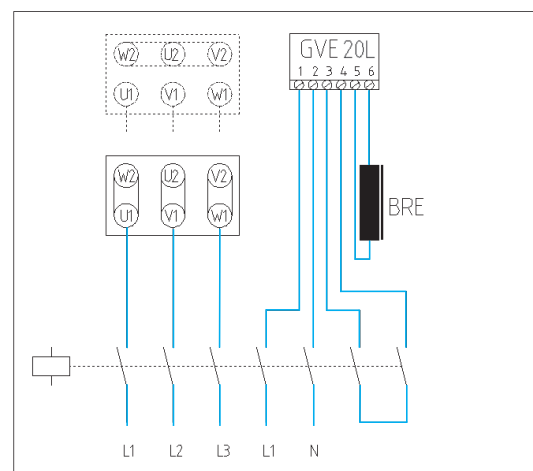 GVE 20L
1 2 3 4 5 6
W2 U2 V2
U1 V1 W1
W2 U2 V2
U1 V1 W1
BRE
L1 L2 L3 L1 N